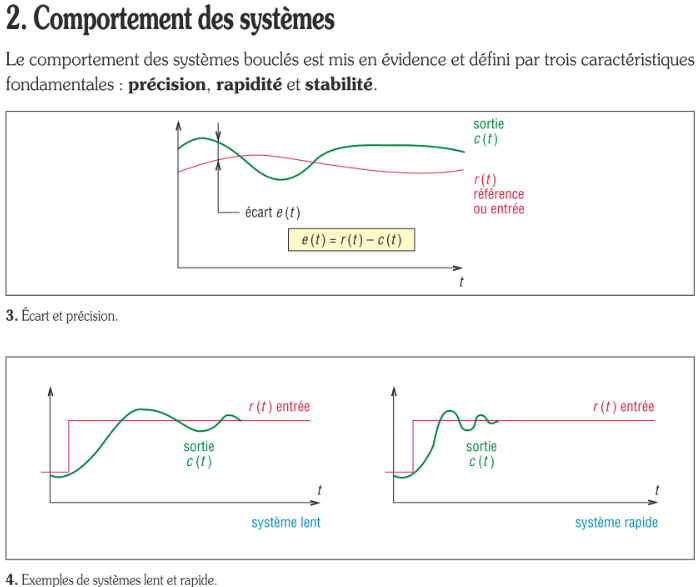 2. Comportement des systèmes
Le comportement des systèmes bouclés est mis en évidence et défini par trois caractéristiques
fondamentales : précision, rapidité et stabilité.
sortie
c(t)
r(t)
référence
ou entrée
écart e(t)
e(t) = r(t) – c(t)
t
3. Écart et précision.
r(t) entrée
sortie
c(t)
t
système lent
r(t) entrée
sortie
c(t)
t
système rapide
4. Exemples de systèmes lent et rapide.